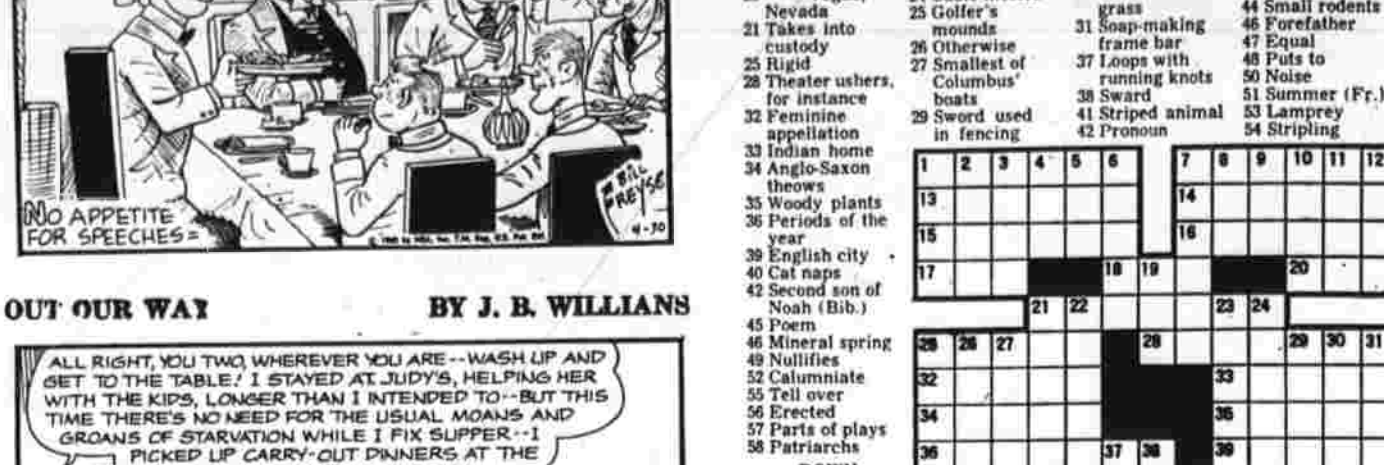 NO APPETITE
FOR SPEECHES=
BILL
FREYSE
4-30
OUT OUR WAY
BY J. B. WILLIANS
ALL RIGHT, YOU TWO, WHEREVER YOU ARE--WASH UP AND
GET TO THE TABLE! I STAYED AT JUDY'S, HELPING HER
WITH THE KIDS, LONGER THAN I INTENDED TO--BUT THIS
TIME THERE'S NO NEED FOR THE USUAL MOANS AND
GROANS OF STARVATION WHILE I FIX SUPPER--I
PICKED UP CARRY-OUT DINNERS AT THE
Nevada
21 Takes into
custody
25 Rigid
28 Theater ushers,
for instance
32 Feminine
appellation
33 Indian home
34 Anglo-Saxon
theows
35 Woody plants
36 Periods of the
year
39 English city
40 Cat naps
42 Second son of
Noah (Bib.)
45 Poem
46 Mineral spring
49 Nullifies
52 Calumniate
55 Tell over
56 Erected
57 Parts of plays
58 Patriarchs
25 Golfer's
mounds
26 Otherwise
27 Smallest of
Columbus'
boats
29 Sword used
in fencing
grass
31 Soap-making
frame bar
37 Loops with
running knots
38 Sward
41 Striped animal
42 Pronoun
44 Small rodents
46 Forefather
47 Equal
48 Puts to
50 Noise
51 Summer (Fr.)
53 Lamprey
54 Stripling
1 2 3 4 5 6 7 8 9 10 11 12
13 14
15 16
17 18 19 20
21 22 23 24
25 26 27 28 29 30 31
32 33
34 35
36 37 38 39